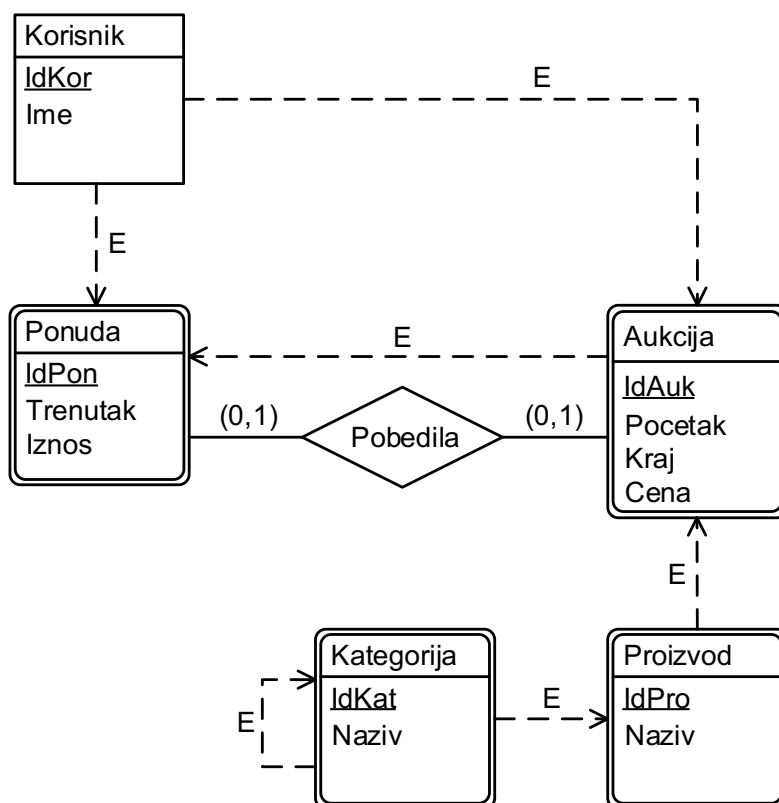 Korisnik
IdKor
Ime
E
E
Ponuda
IdPon
Trenutak
Iznos
E
(0,1)
Pobedila
(0,1)
Aukcija
IdAuk
Pocetak
Kraj
Cena
E
Kategorija
IdKat
Naziv
E
E
Proizvod
IdPro
Naziv